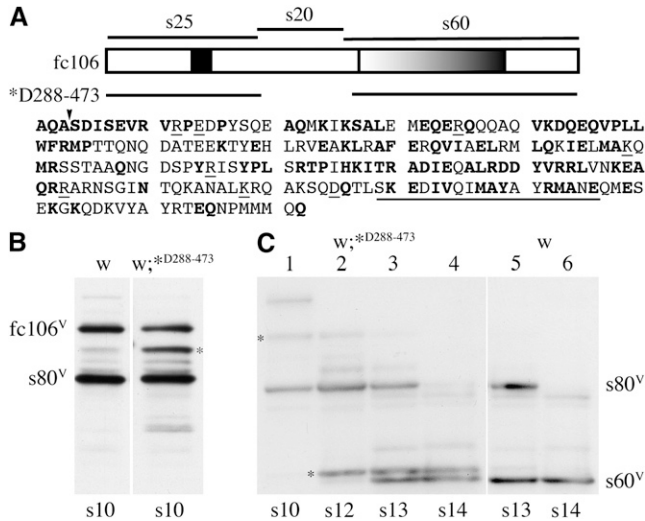 A
s25
s20
s60
fc106
*D288-473
AQASDISEVR VRPEDPYSQE AQMKIKSALE MEQERQQQAQ VKDQEQVPLL
WFRMPTTQNQ DATEEKTYEH LRVEAKLRAF ERQVIAELRM LQKIELMAKQ
MRSSTAAQNG DSPYRISYPL SRTPIHKITR ADIEQALRDD YVRRLVNKEA
QRRARNSGIN TQKANALKRQ AKSQDQTLSK EDIVQIMAYA YRMANEQMES
EKGKQDKVYA YRTEQNPMMM QQ
B
w w;*D288-473
fc106V
*
s80V
s10 s10
C
w;*D288-473 w
1 2 3 4 5 6
*
s80V
*
s60V
s10 s12 s13 s14 s13 s14